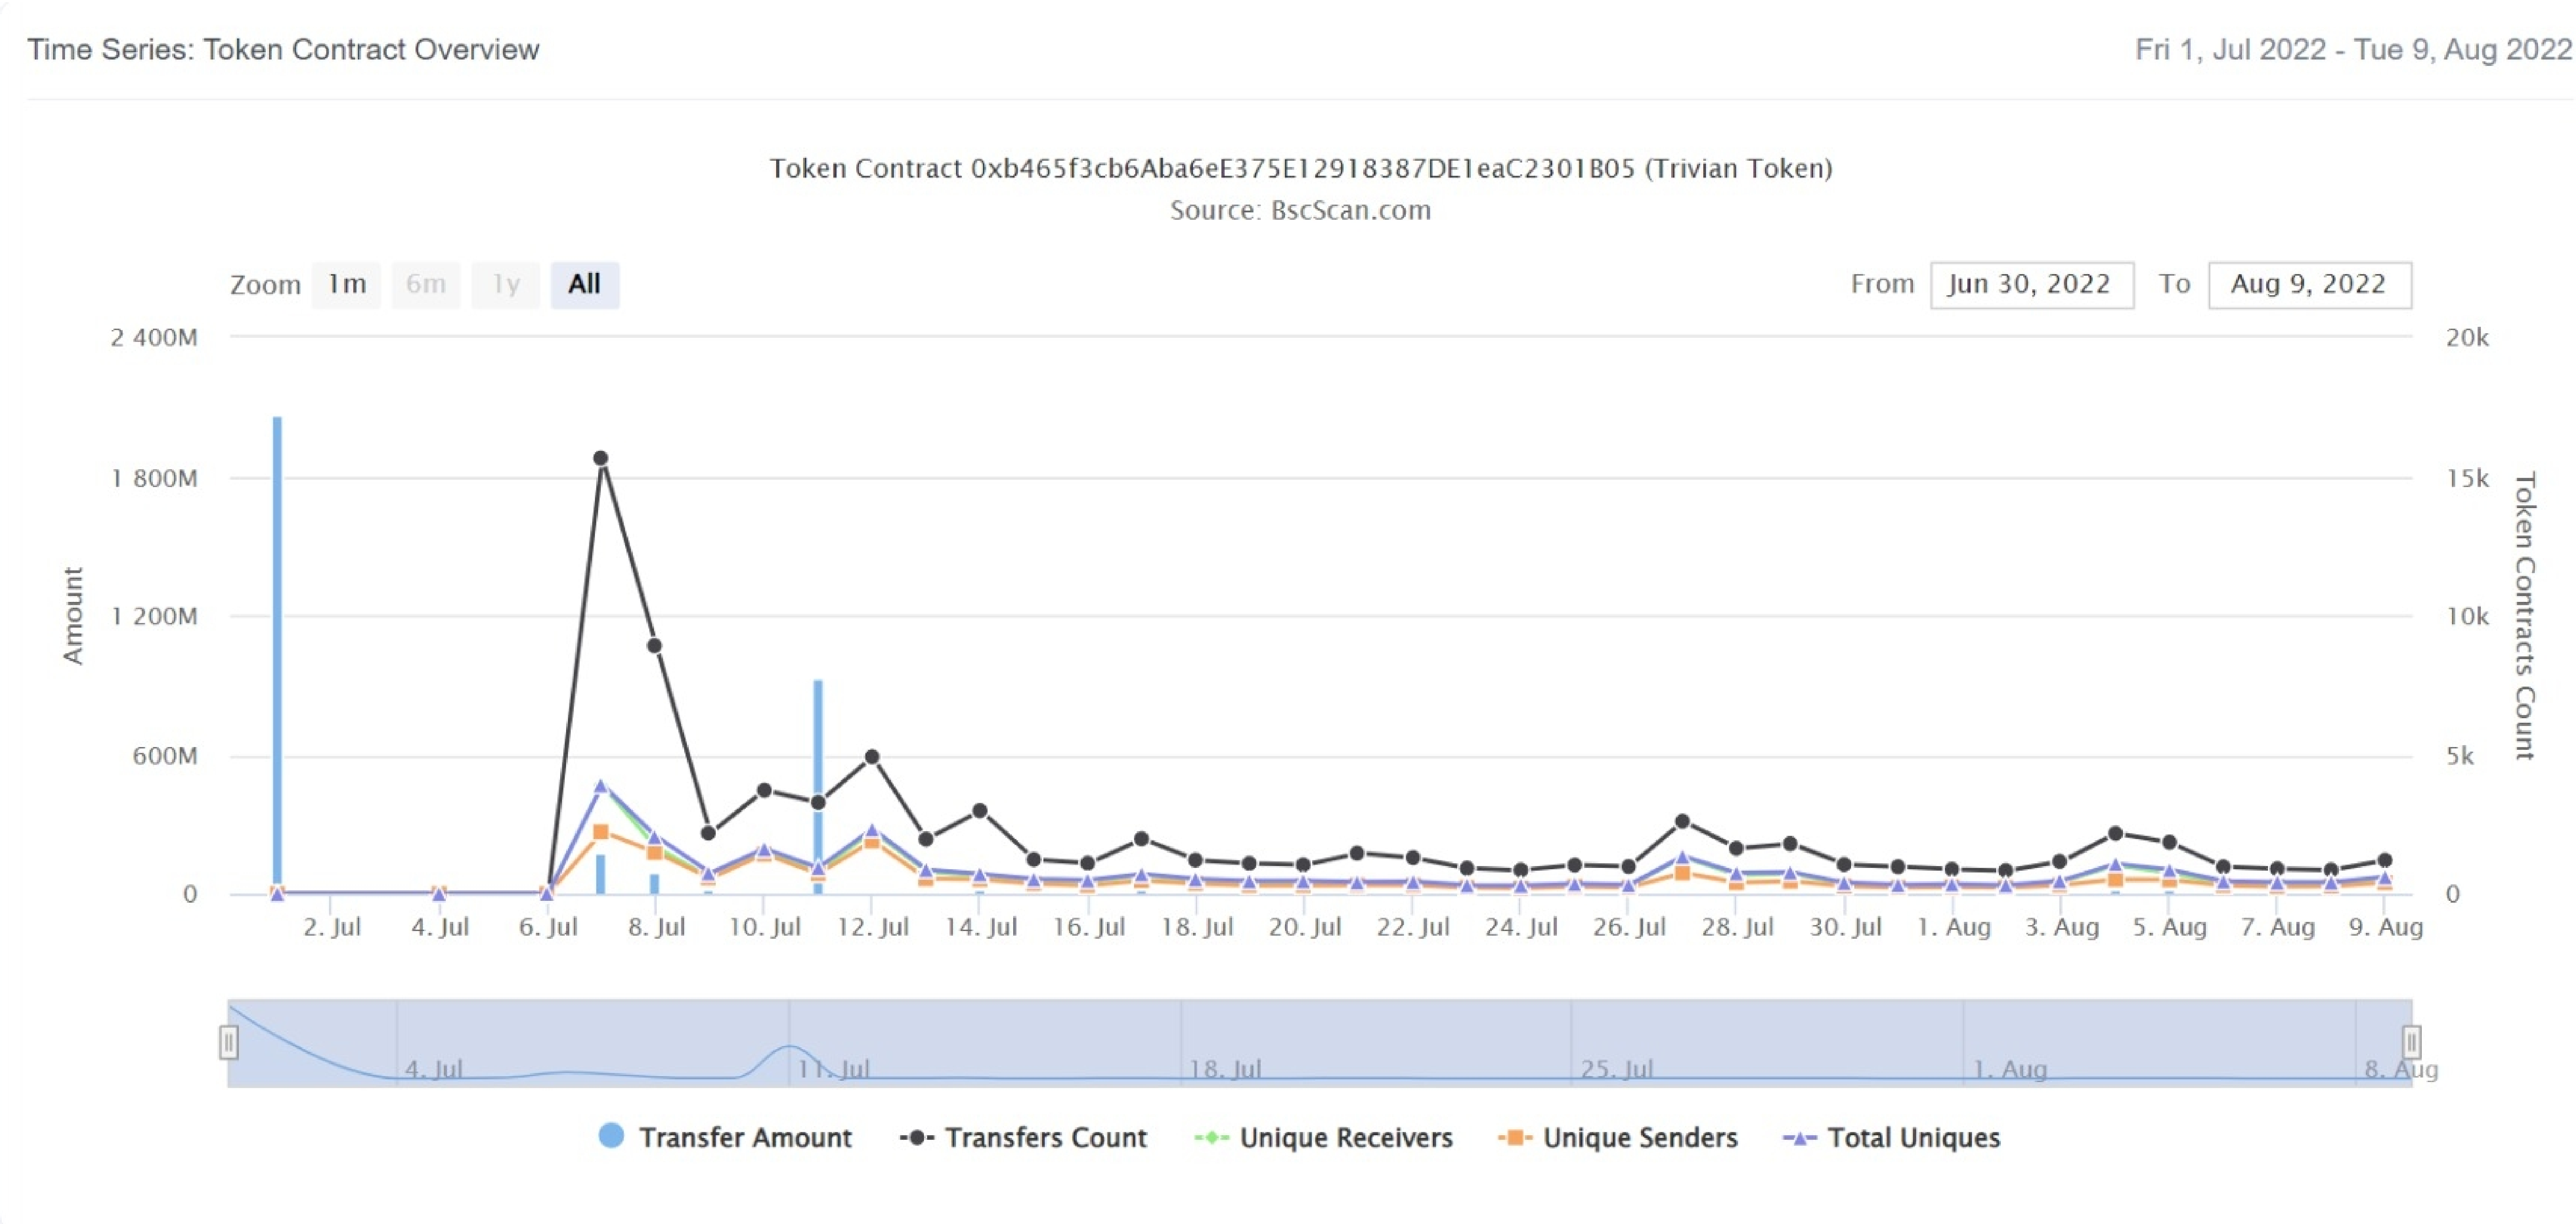 Time Series: Token Contract Overview
Fri 1, Jul 2022 - Tue 9, Aug 2022
Token Contract 0xb465f3cb6Aba6eE375E12918387DE1eaC2301B05 (Trivian Token)
Source: BscScan.com
Zoom 1m 6m 1y All
From Jun 30, 2022 To Aug 9, 2022
2 400M
1 800M
1 200M
600M
0
Amount
20k
15k
10k
5k
0
Token Contracts Count
2. Jul 4. Jul 6. Jul 8. Jul 10. Jul 12. Jul 14. Jul 16. Jul 18. Jul 20. Jul 22. Jul 24. Jul 26. Jul 28. Jul 30. Jul 1. Aug 3. Aug 5. Aug 7. Aug 9. Aug
4. Jul 11. Jul 18. Jul 25. Jul 1. Aug 8. Aug
Transfer Amount Transfers Count Unique Receivers Unique Senders Total Uniques